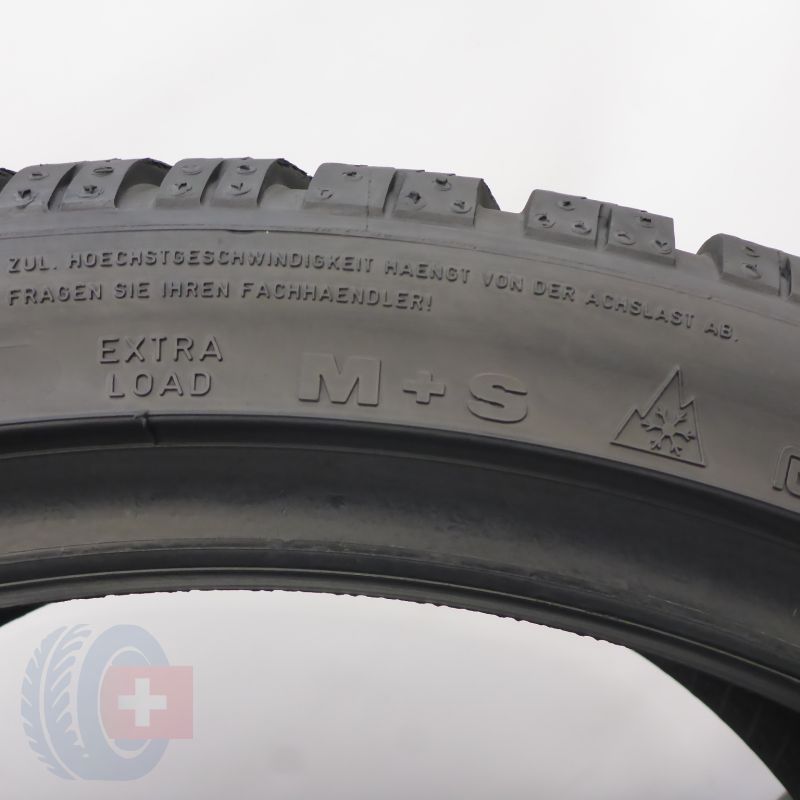 ZUL. HOECHSTGESCHWINDIGKEIT HAENGT VON DER ACHSLAST AB.
FRAGEN SIE IHREN FACHHAENDLER!
EXTRA
LOAD
M+S